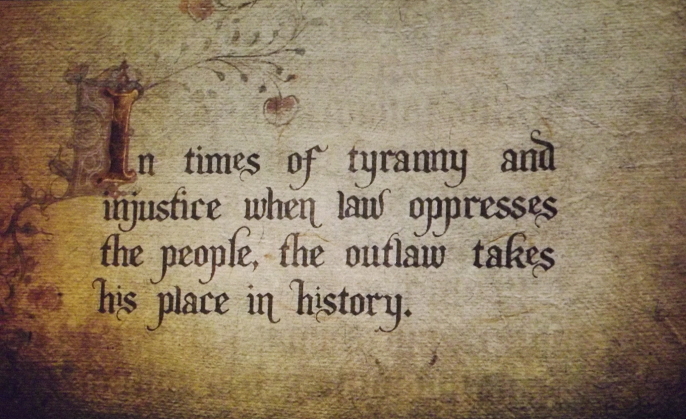 In times of tyranny and
injustice when law oppresses
the people, the outlaw takes
his place in history.